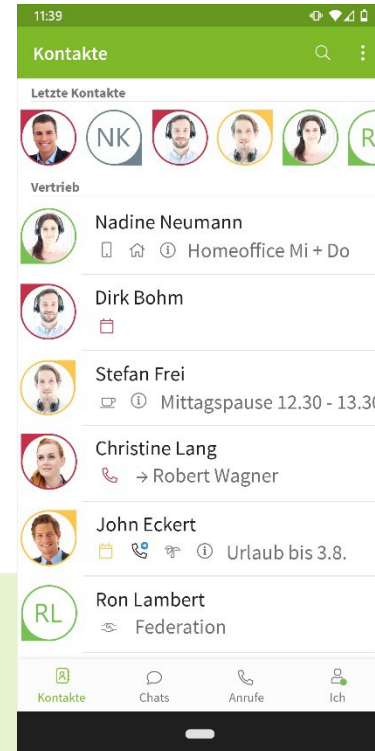 11:39
Kontakte
Letzte Kontakte
NK
R
Vertrieb
Nadine Neumann
Homeoffice Mi + Do
Dirk Bohm
Stefan Frei
Mittagspause 12.30 - 13.30
Christine Lang
→ Robert Wagner
John Eckert
Urlaub bis 3.8.
RL
Ron Lambert
Federation
Kontakte Chats Anrufe Ich